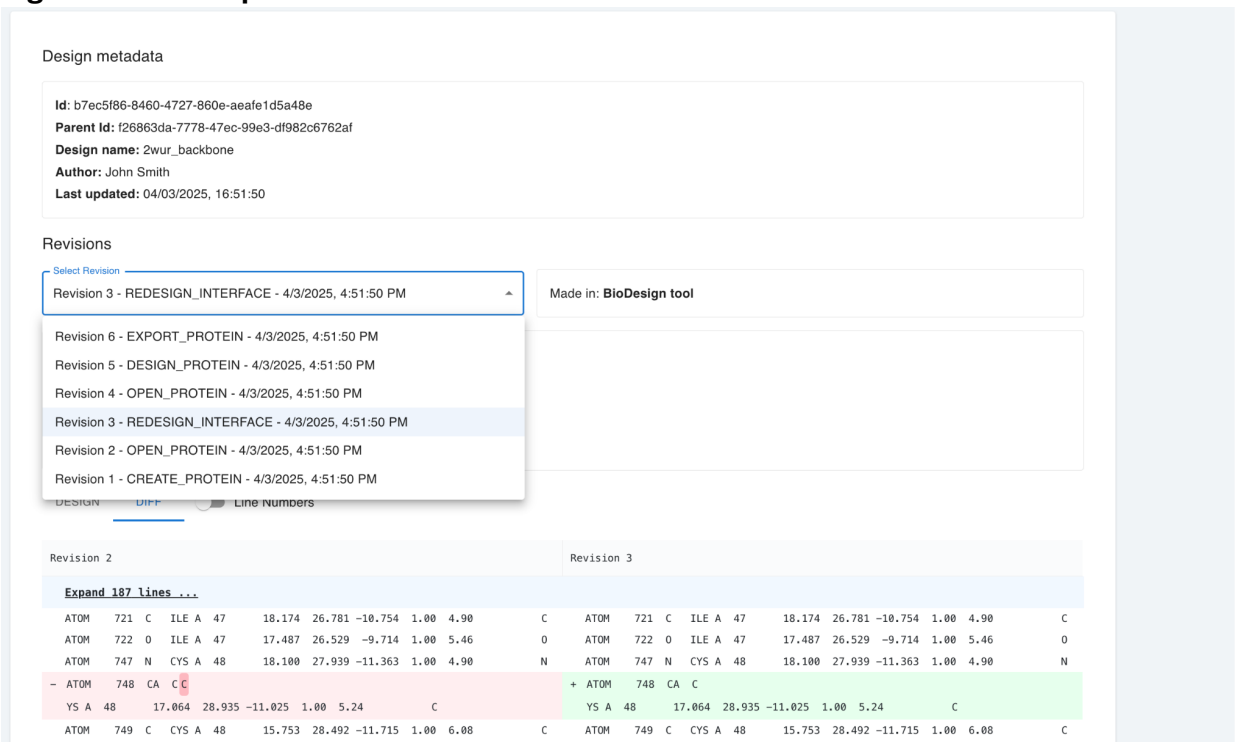 Design metadata
Id: b7ec5f86-8460-4727-860e-aeafe1d5a48e
Parent Id: f26863da-7778-47ec-99e3-df982c6762af
Design name: 2wur_backbone
Author: John Smith
Last updated: 04/03/2025, 16:51:50
Revisions
Select Revision
Revision 3 - REDESIGN_INTERFACE - 4/3/2025, 4:51:50 PM
Made in: BioDesign tool
Revision 6 - EXPORT_PROTEIN - 4/3/2025, 4:51:50 PM
Revision 5 - DESIGN_PROTEIN - 4/3/2025, 4:51:50 PM
Revision 4 - OPEN_PROTEIN - 4/3/2025, 4:51:50 PM
Revision 3 - REDESIGN_INTERFACE - 4/3/2025, 4:51:50 PM
Revision 2 - OPEN_PROTEIN - 4/3/2025, 4:51:50 PM
Revision 1 - CREATE_PROTEIN - 4/3/2025, 4:51:50 PM
DESIGN DIFF Line Numbers
Revision 2 Revision 3
Expand 187 lines ...
ATOM 721 C ILE A 47 18.174 26.781 -10.754 1.00 4.90 C ATOM 721 C ILE A 47 18.174 26.781 -10.754 1.00 4.90 C
ATOM 722 O ILE A 47 17.487 26.529 -9.714 1.00 5.46 O ATOM 722 O ILE A 47 17.487 26.529 -9.714 1.00 5.46 O
ATOM 747 N CYS A 48 18.100 27.939 -11.363 1.00 4.90 N ATOM 747 N CYS A 48 18.100 27.939 -11.363 1.00 4.90 N
- ATOM 748 CA CC + ATOM 748 CA C
YS A 48 17.064 28.935 -11.025 1.00 5.24 C YS A 48 17.064 28.935 -11.025 1.00 5.24 C
ATOM 749 C CYS A 48 15.753 28.492 -11.715 1.00 6.08 C ATOM 749 C CYS A 48 15.753 28.492 -11.715 1.00 6.08 C